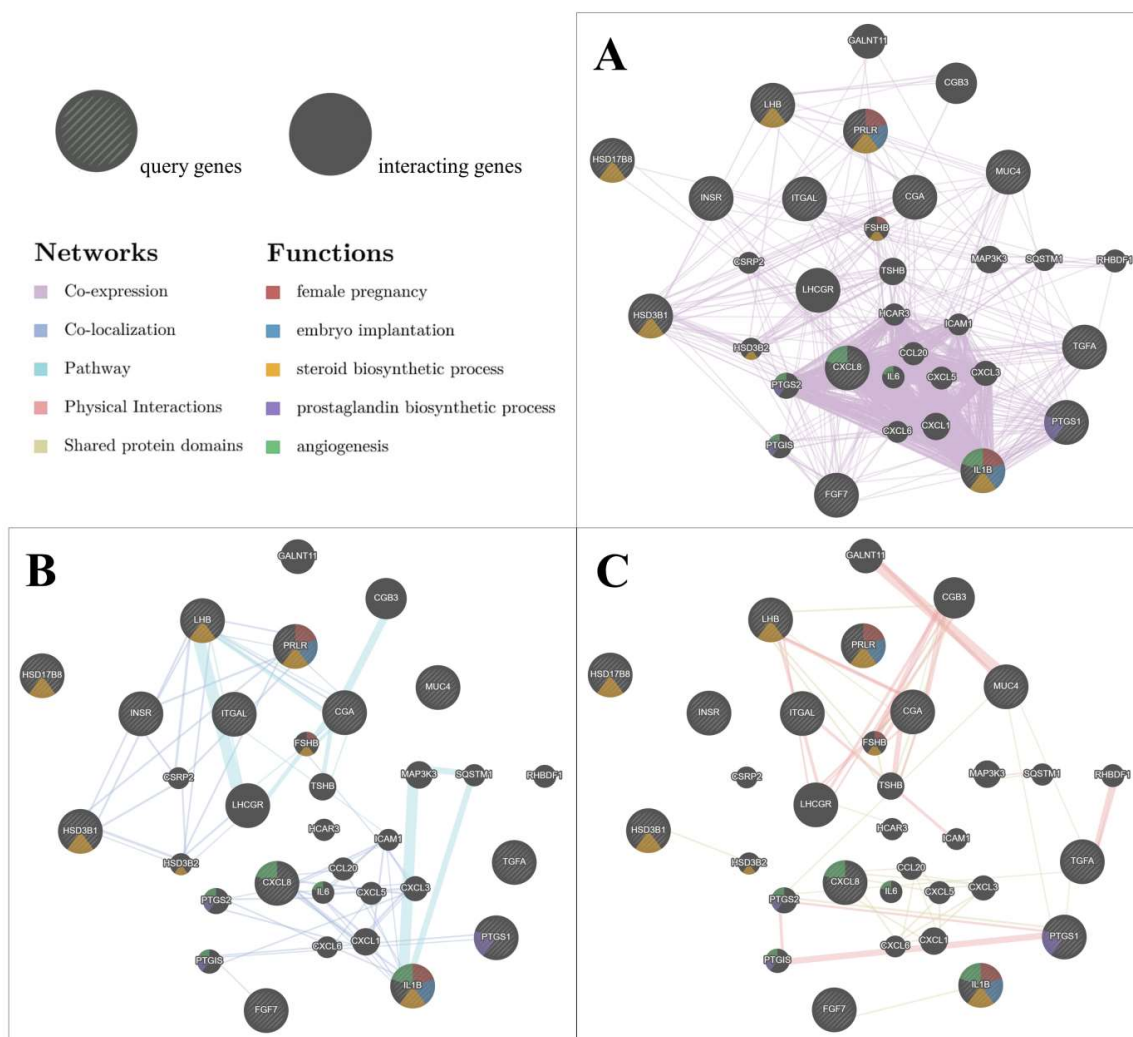 query genes
interacting genes
Networks
Co-expression
Co-localization
Pathway
Physical Interactions
Shared protein domains
Functions
female pregnancy
embryo implantation
steroid biosynthetic process
prostaglandin biosynthetic process
angiogenesis
A
GALNT11
CGB3
LHB
PRLR
HSD17B8
MUC4
INSR
ITGAL
CGA
FSHB
CSRP2
TSHB
MAP3K3
SQSTM1
RHBDF1
LHCGR
HSD3B1
HCAR3
ICAM1
HSD3B2
CCL20
TGFA
CXCL8
IL6
CXCL5
CXCL3
PTGS2
CXCL6
CXCL1
PTGS1
PTGIS
IL1B
FGF7
B
GALNT11
CGB3
LHB
PRLR
HSD17B8
MUC4
INSR
ITGAL
CGA
FSHB
CSRP2
TSHB
MAP3K3
SQSTM1
RHBDF1
LHCGR
HSD3B1
HCAR3
ICAM1
HSD3B2
CCL20
TGFA
CXCL8
IL6
CXCL5
CXCL3
PTGS2
CXCL6
CXCL1
PTGS1
PTGIS
IL1B
FGF7
C
GALNT11
CGB3
LHB
PRLR
HSD17B8
MUC4
INSR
ITGAL
CGA
FSHB
CSRP2
TSHB
MAP3K3
SQSTM1
RHBDF1
LHCGR
HSD3B1
HCAR3
ICAM1
HSD3B2
CCL20
TGFA
CXCL8
IL6
CXCL5
CXCL3
PTGS2
CXCL6
CXCL1
PTGS1
PTGIS
IL1B
FGF7